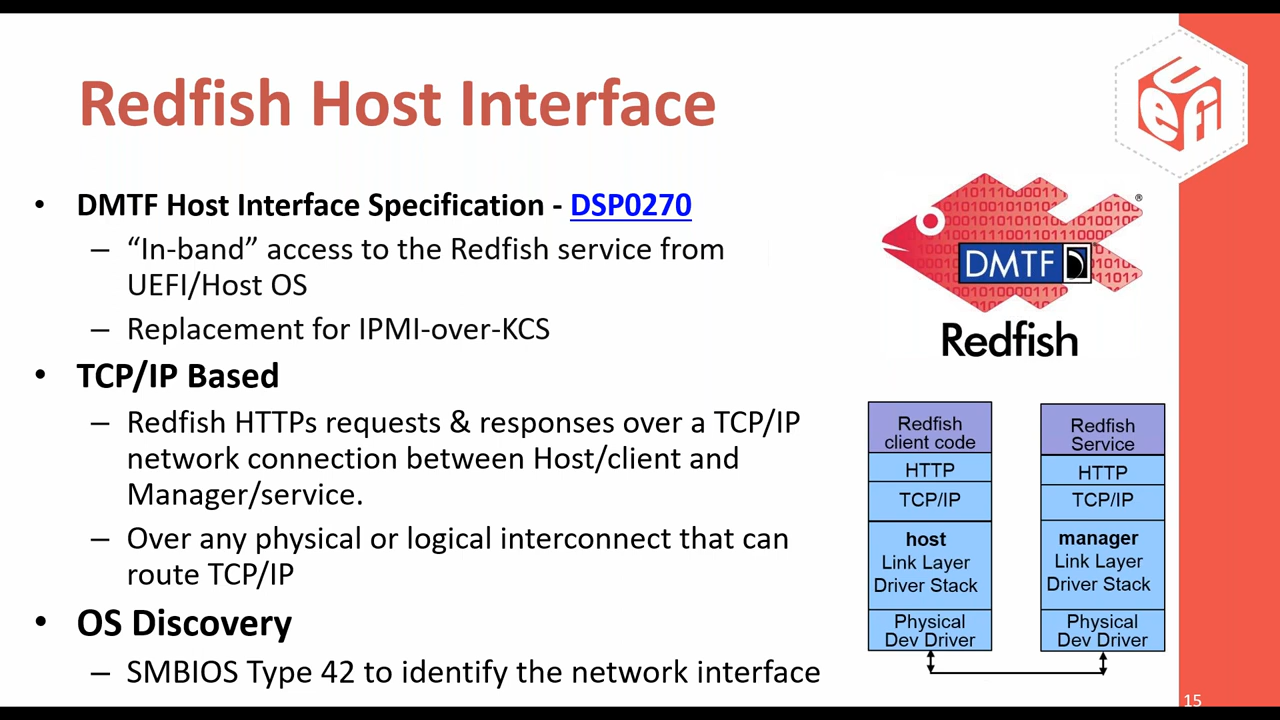 Redfish Host Interface
uefi
• DMTF Host Interface Specification - DSP0270
– “In-band” access to the Redfish service from
UEFI/Host OS
– Replacement for IPMI-over-KCS
• TCP/IP Based
– Redfish HTTPs requests & responses over a TCP/IP
network connection between Host/client and
Manager/service.
– Over any physical or logical interconnect that can
route TCP/IP
• OS Discovery
– SMBIOS Type 42 to identify the network interface
®
DMTF
Redfish
Redfish
client code
HTTP
TCP/IP
host
Link Layer
Driver Stack
Physical
Dev Driver
Redfish
Service
HTTP
TCP/IP
manager
Link Layer
Driver Stack
Physical
Dev Driver
15